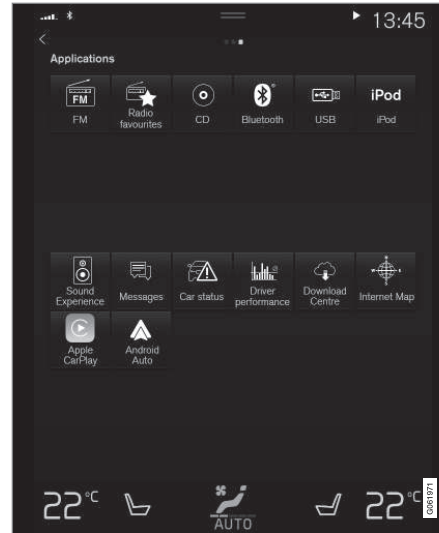 13:45
Applications
FM
FM
Radio
favourites
CD
Bluetooth
USB
iPod
iPod
Sound
Experience
Messages
Car status
Driver
performance
Download
Centre
Internet Map
Apple
CarPlay
Android
Auto
22°C
AUTO
22°C
G061971